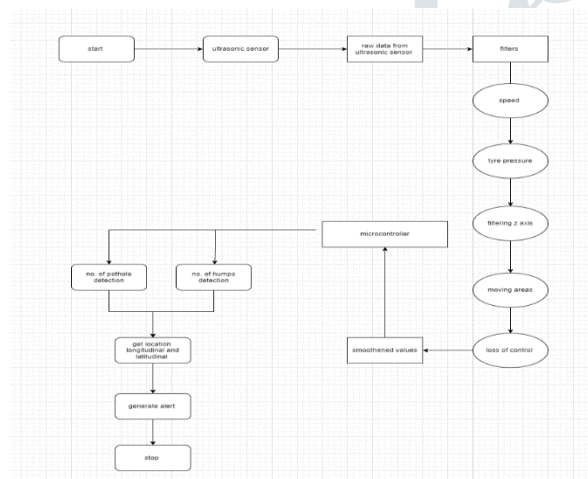 start
ultrasonic sensor
raw data from
ultrasonic sensor
filters
speed
tyre pressure
filtering z axis
moving areas
loss of control
smoothened values
microcontroller
no. of pothole
detection
no. of humps
detection
get location
longitudinal and
latitudinal
generate alert
stop